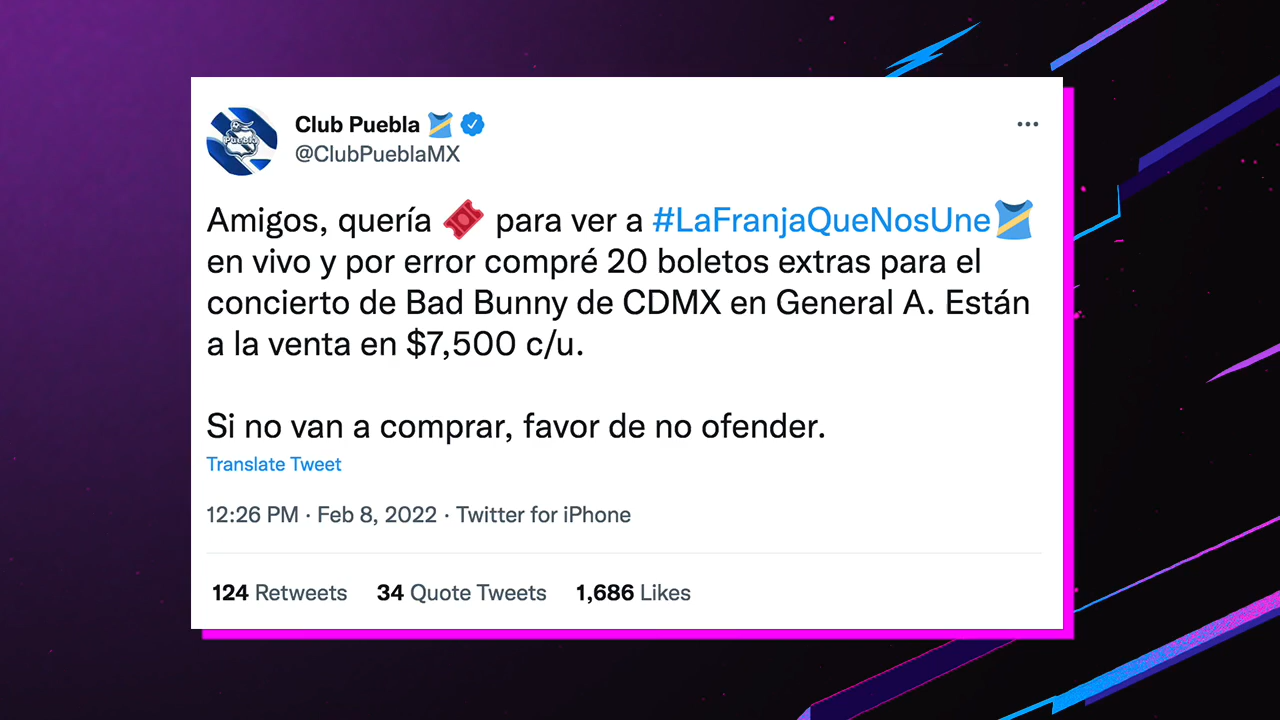 Club Puebla
@ClubPueblaMX
Puebla
Amigos, quería 🎟️ para ver a #LaFranjaQueNosUne
en vivo y por error compré 20 boletos extras para el
concierto de Bad Bunny de CDMX en General A. Están
a la venta en $7,500 c/u.
Si no van a comprar, favor de no ofender.
Translate Tweet
12:26 PM · Feb 8, 2022 · Twitter for iPhone
124 Retweets 34 Quote Tweets 1,686 Likes